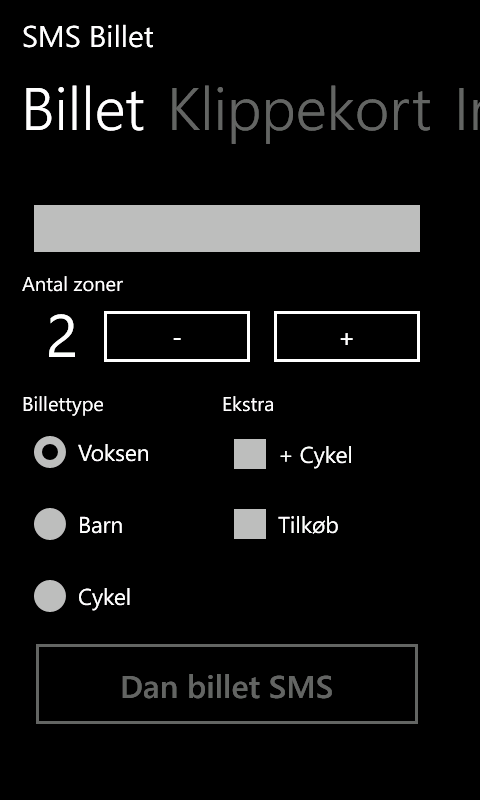 SMS Billet
Billet Klippekort
Antal zoner
2 - +
Billettype Ekstra
Voksen + Cykel
Barn Tilkøb
Cykel
Dan billet SMS